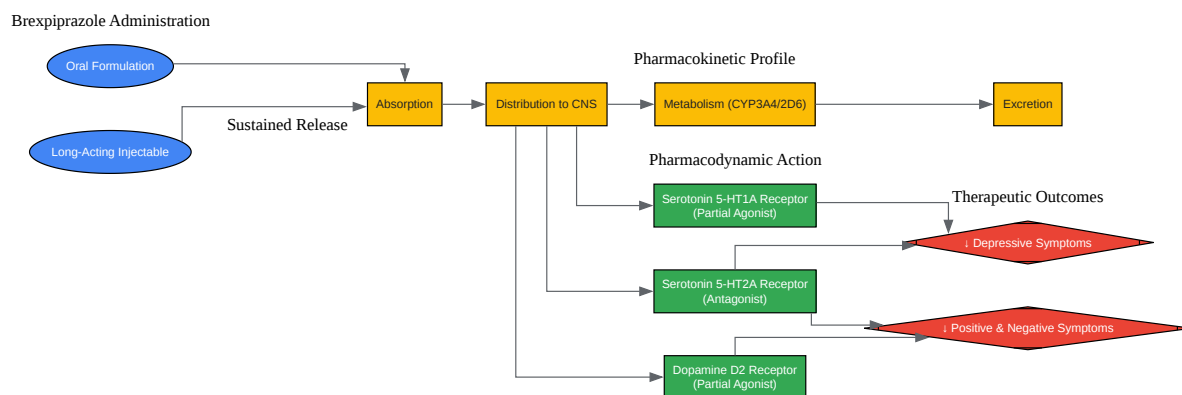 Brexpiprazole Administration
Oral Formulation
Pharmacokinetic Profile
Absorption
Distribution to CNS
Metabolism (CYP3A4/2D6)
Excretion
Sustained Release
Long-Acting Injectable
Pharmacodynamic Action
Serotonin 5-HT1A Receptor
(Partial Agonist)
Therapeutic Outcomes
↓ Depressive Symptoms
Serotonin 5-HT2A Receptor
(Antagonist)
↓ Positive & Negative Symptoms
Dopamine D2 Receptor
(Partial Agonist)